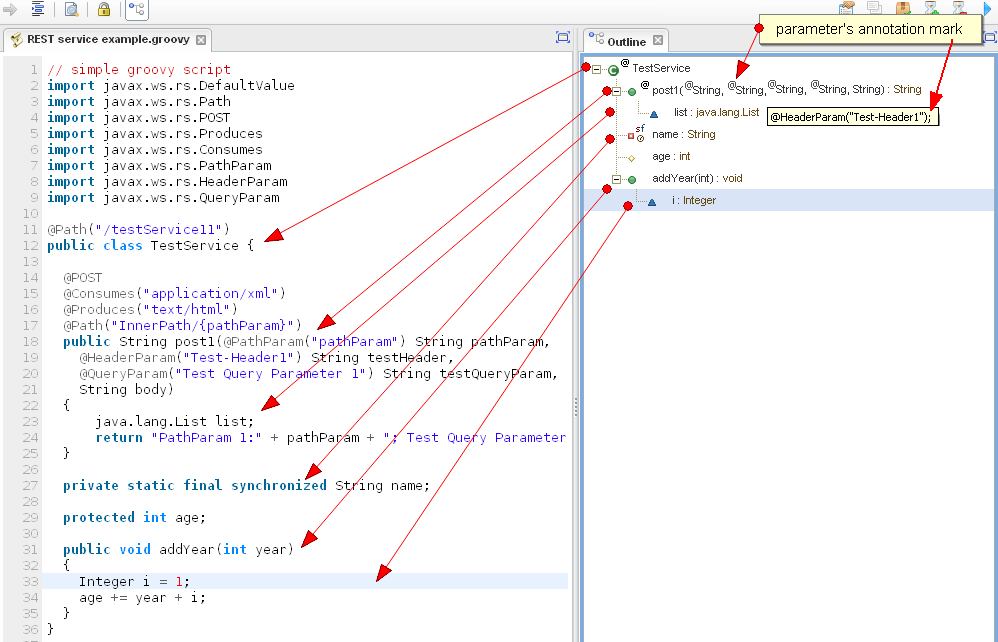 REST service example.groovy
1 // simple groovy script
2 import javax.ws.rs.DefaultValue
3 import javax.ws.rs.Path
4 import javax.ws.rs.POST
5 import javax.ws.rs.Produces
6 import javax.ws.rs.Consumes
7 import javax.ws.rs.PathParam
8 import javax.ws.rs.HeaderParam
9 import javax.ws.rs.QueryParam
10
11 @Path("/testService11")
12 public class TestService {
13
14 @POST
15 @Consumes("application/xml")
16 @Produces("text/html")
17 @Path("InnerPath/{pathParam}")
18 public String post1(@PathParam("pathParam") String pathParam,
19 @HeaderParam("Test-Header1") String testHeader,
20 @QueryParam("Test Query Parameter 1") String testQueryParam,
21 String body)
22 {
23 java.lang.List list;
24 return "PathParam 1:" + pathParam + "; Test Query Parameter
25 }
26
27 private static final synchronized String name;
28
29 protected int age;
30
31 public void addYear(int year)
32 {
33 Integer i = 1;
34 age += year + i;
35 }
36 }
Outline
parameter's annotation mark
@ TestService
@ post1(@String, @String,@String, @String, String) : String
list : java.lang.List
@HeaderParam("Test-Header1");
sf name : String
age : int
addYear(int) : void
i : Integer